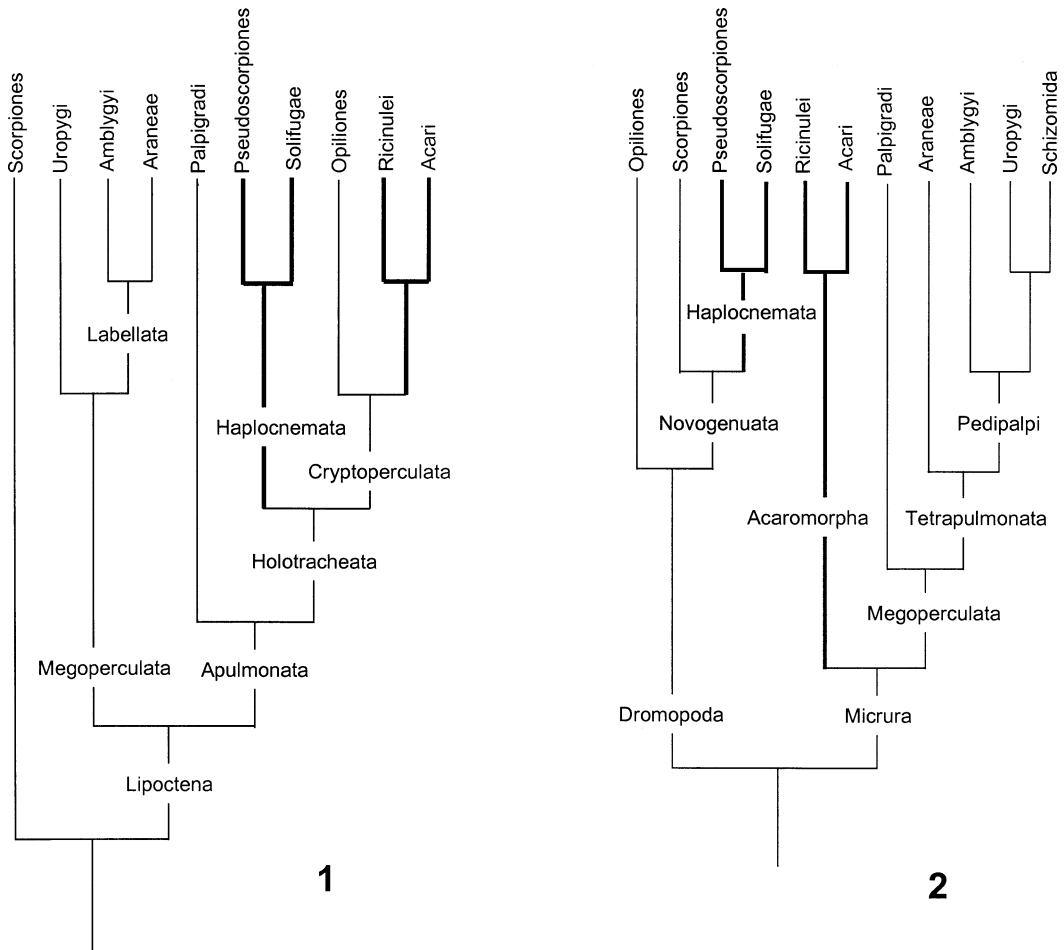 Scorpiones
Uropygi
Amblygyi
Araneae
Palpigradi
Pseudoscorpiones
Solifugae
Opiliones
Ricinulei
Acari
Labellata
Haplocnemata
Cryptoperculata
Holotracheata
Megoperculata
Apulmonata
Lipoctena
1
Opiliones
Scorpiones
Pseudoscorpiones
Solifugae
Ricinulei
Acari
Palpigradi
Araneae
Amblygyi
Uropygi
Schizomida
Haplocnemata
Novogenuata
Pedipalpi
Acaromorpha
Tetrapulmonata
Megoperculata
Dromopoda
Micrura
2